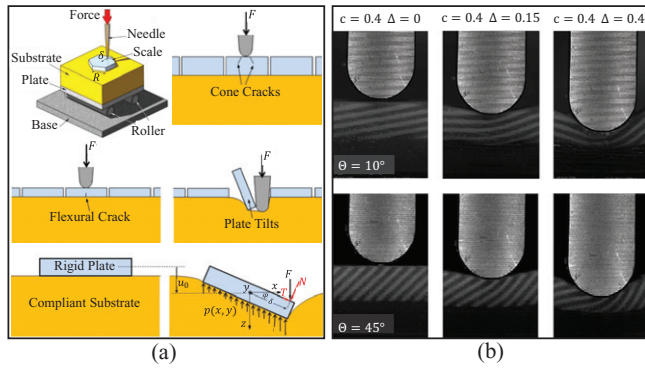 Force
Needle
Scale
δ
Substrate
R
Plate
Base
Roller
F
Cone Cracks
F
Flexural Crack
F
Plate Tilts
Rigid Plate
u₀
Compliant Substrate
F
N
x
T
y
φ
δ
p(x, y)
z
(a)
c = 0.4 Δ = 0
c = 0.4 Δ = 0.15
c = 0.4 Δ = 0.4
Θ = 10°
Θ = 45°
(b)